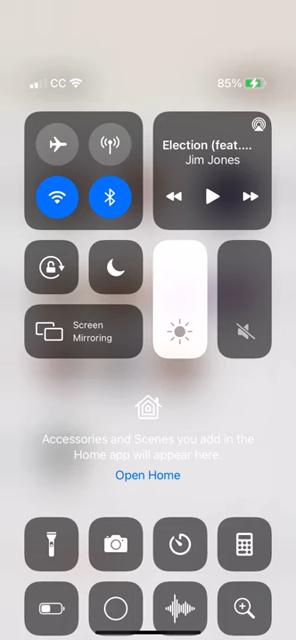 CC
85%
Election (feat....
Jim Jones
Screen
Mirroring
Accessories and Scenes you add in the
Home app will appear here.
Open Home